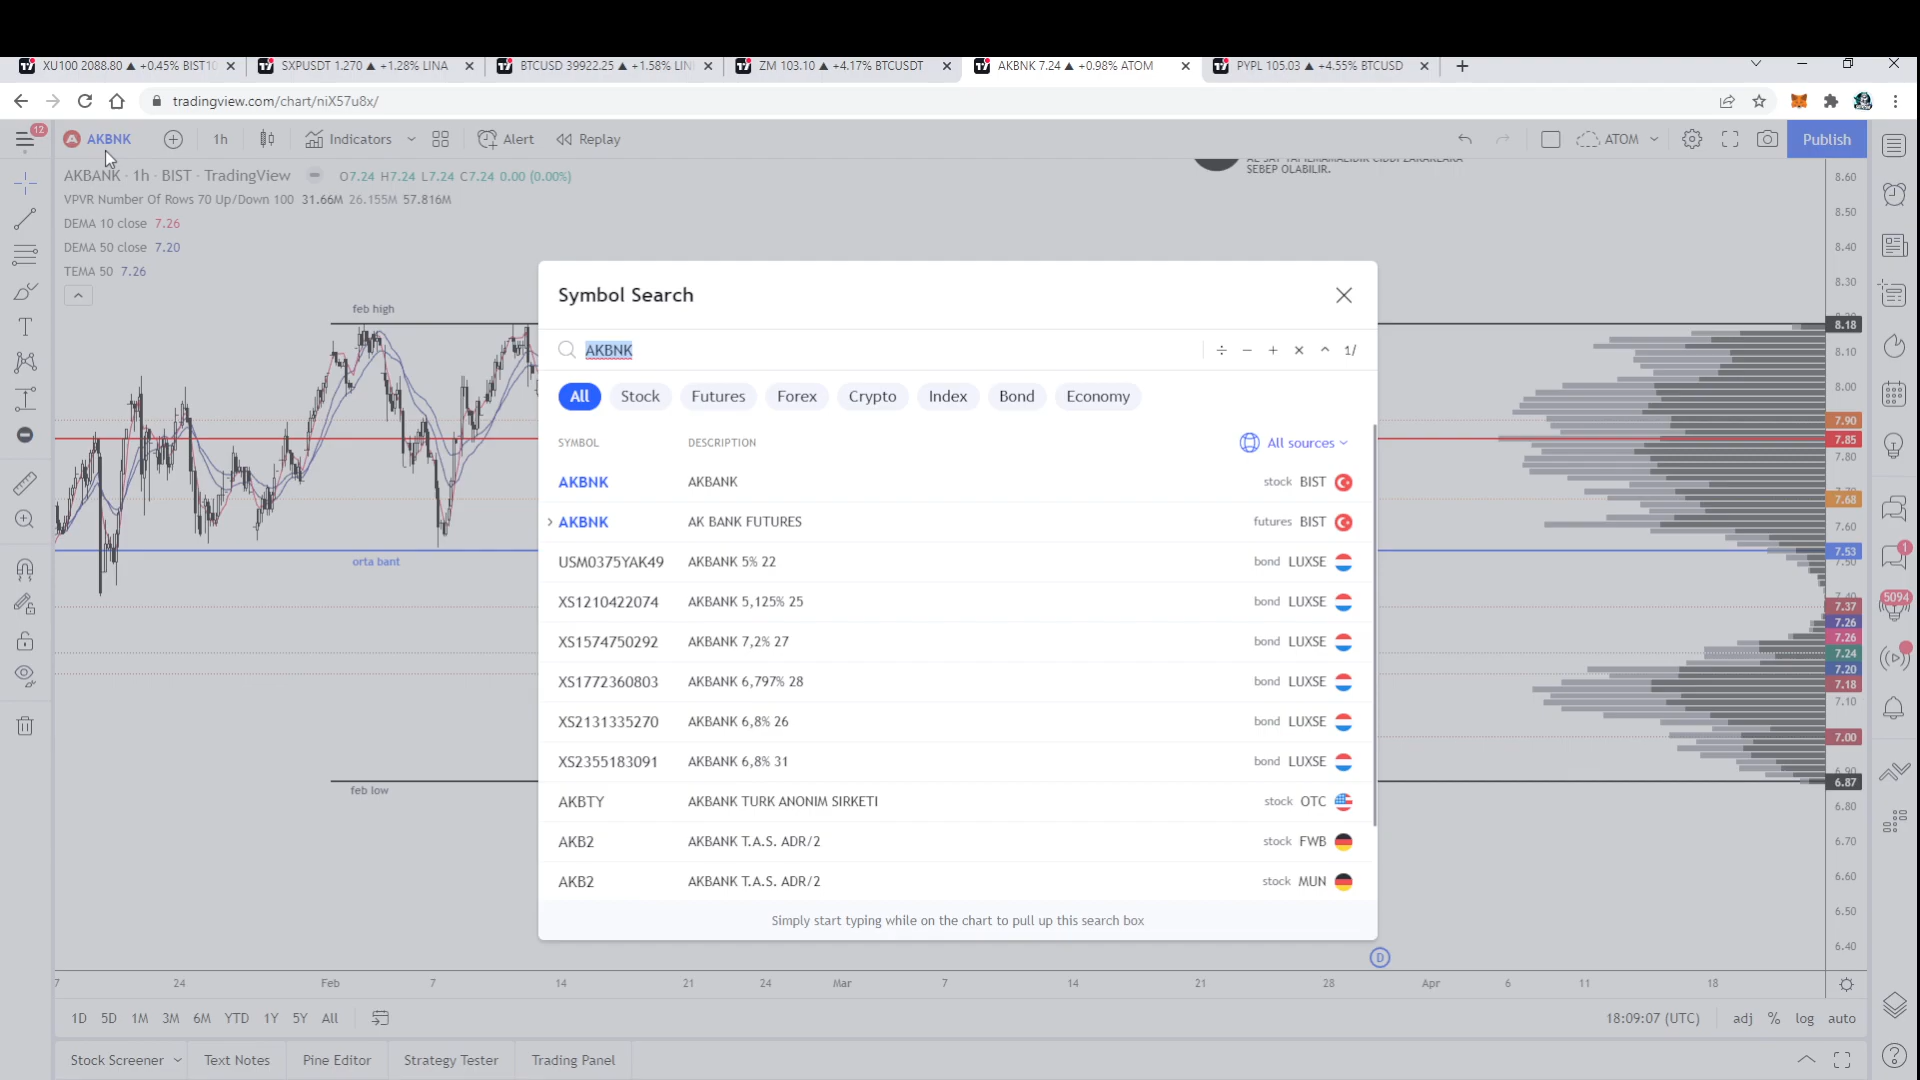 XU100 2088.80 ▲ +0.45% BIST10
SXPUSDT 1.270 ▲ +1.28% LINA
BTCUSD 39922.25 ▲ +1.58% LIN
ZM 103.10 ▲ +4.17% BTCUSDT
AKBNK 7.24 ▲ +0.98% ATOM
PYPL 105.03 ▲ +4.55% BTCUSD
tradingview.com/chart/niX57u8x/
12
AKBNK
1h
Indicators
Alert
Replay
ATOM
Publish
SEBEP OLABILIR.
AKBANK · 1h · BIST · TradingView
O7.24 H7.24 L7.24 C7.24 0.00 (0.00%)
VPVR Number Of Rows 70 Up/Down 100 31.66M 26.155M 57.816M
DEMA 10 close 7.26
DEMA 50 close 7.20
TEMA 50 7.26
feb high
orta bant
feb low
Symbol Search
AKBNK
÷ − + × ^ 1/
All
Stock
Futures
Forex
Crypto
Index
Bond
Economy
SYMBOL DESCRIPTION
All sources
AKBNK AKBANK stock BIST
AKBNK AK BANK FUTURES futures BIST
USM0375YAK49 AKBANK 5% 22 bond LUXSE
XS1210422074 AKBANK 5,125% 25 bond LUXSE
XS1574750292 AKBANK 7,2% 27 bond LUXSE
XS1772360803 AKBANK 6,797% 28 bond LUXSE
XS2131335270 AKBANK 6,8% 26 bond LUXSE
XS2355183091 AKBANK 6,8% 31 bond LUXSE
AKBTY AKBANK TURK ANONIM SIRKETI stock OTC
AKB2 AKBANK T.A.S. ADR/2 stock FWB
AKB2 AKBANK T.A.S. ADR/2 stock MUN
Simply start typing while on the chart to pull up this search box
8.60
8.50
8.40
8.30
8.18
8.10
8.00
7.90
7.85
7.80
7.68
7.60
7.53
7.50
7.37
7.26
7.26
7.24
7.20
7.18
7.10
7.00
6.90
6.87
6.80
6.70
6.60
6.50
6.40
1
5094
D
7 24 Feb 7 14 21 24 Mar 7 14 21 28 Apr 6 11 18
1D 5D 1M 3M 6M YTD 1Y 5Y All
18:09:07 (UTC)
adj % log auto
Stock Screener
Text Notes
Pine Editor
Strategy Tester
Trading Panel